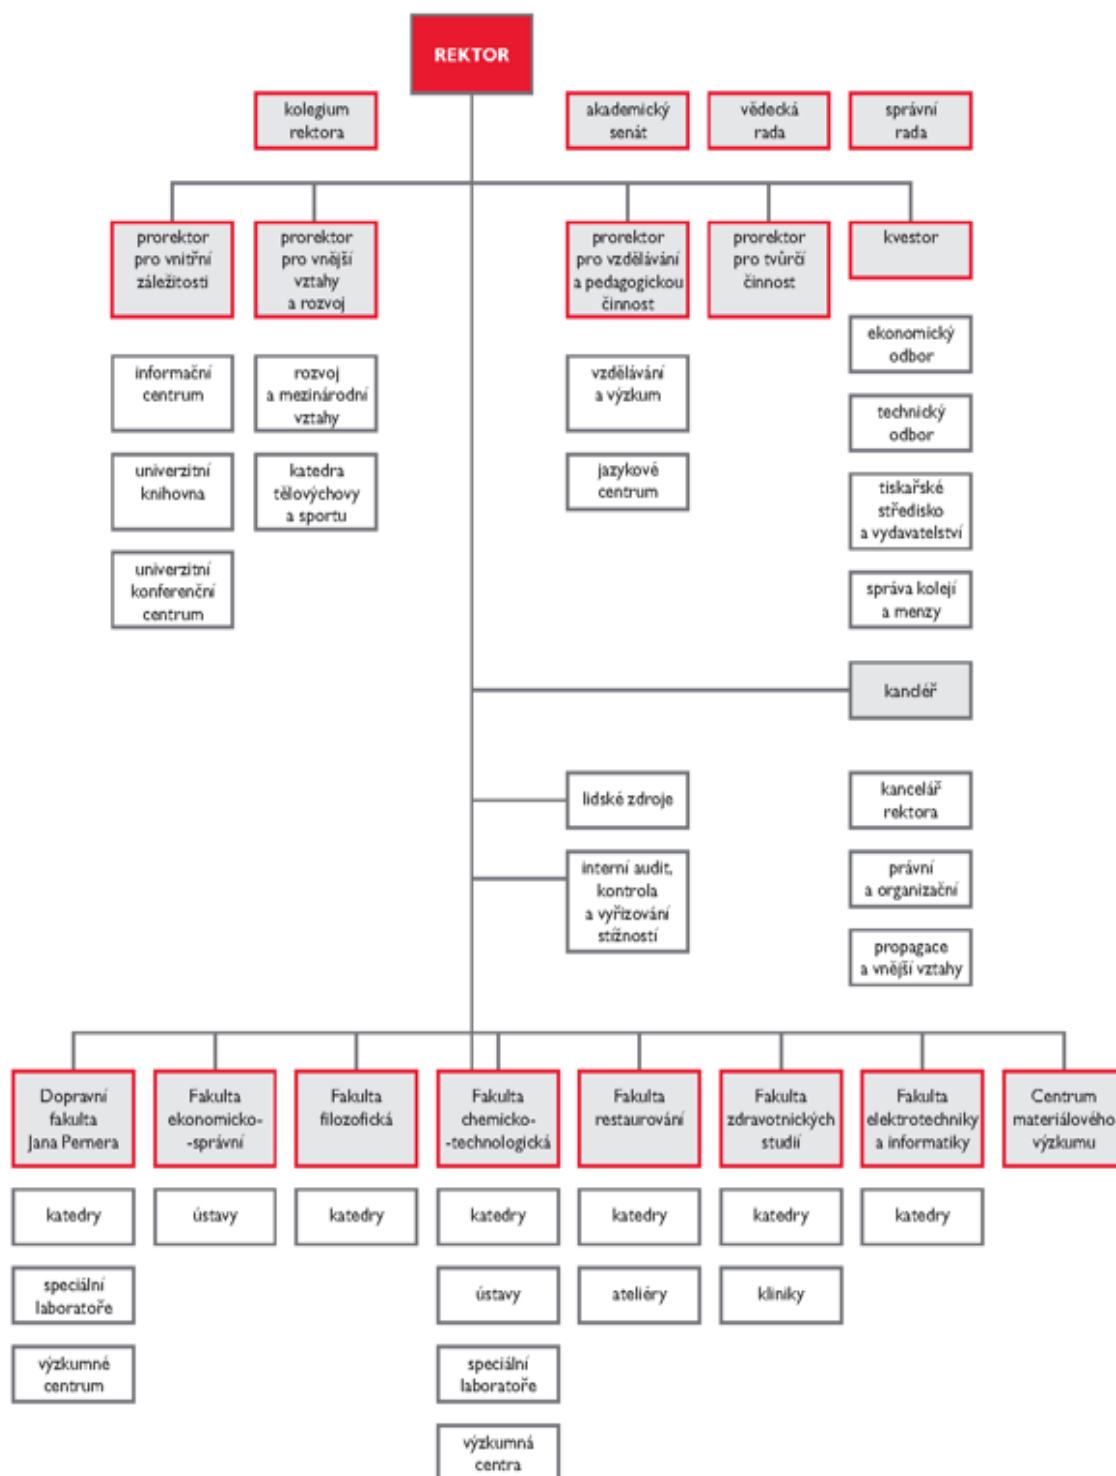 REKTOR
kolegium
rektora
akademický
senát
vědecká
rada
správní
rada
prorektor
pro vnitřní
záležitosti
prorektor
pro vnější
vztahy
a rozvoj
prorektor
pro vzdělávání
a pedagogickou
činnost
prorektor
pro tvůrčí
činnost
kvestor
informační
centrum
univerzitní
knihovna
univerzitní
konferenční
centrum
rozvoj
a mezinárodní
vztahy
katedra
tělovýchovy
a sportu
vzdělávání
a výzkum
jazykové
centrum
ekonomický
odbor
technický
odbor
tiskařské
středisko
a vydavatelství
správa kolejí
a menzy
kancléř
lidské zdroje
interní audit,
kontrola
a vyřizování
stížností
kancelář
rektora
právní
a organizační
propagace
a vnější vztahy
Dopravní
fakulta
Jana Pernera
Fakulta
ekonomicko-
-správní
Fakulta
filozofická
Fakulta
chemicko-
-technologická
Fakulta
restaurování
Fakulta
zdravotnických
studií
Fakulta
elektrotechniky
a informatiky
Centrum
materiálového
výzkumu
katedry
speciální
laboratoře
výzkumné
centrum
ústavy
katedry
katedry
ústavy
speciální
laboratoře
výzkumná
centra
katedry
ateliéry
katedry
kliniky
katedry